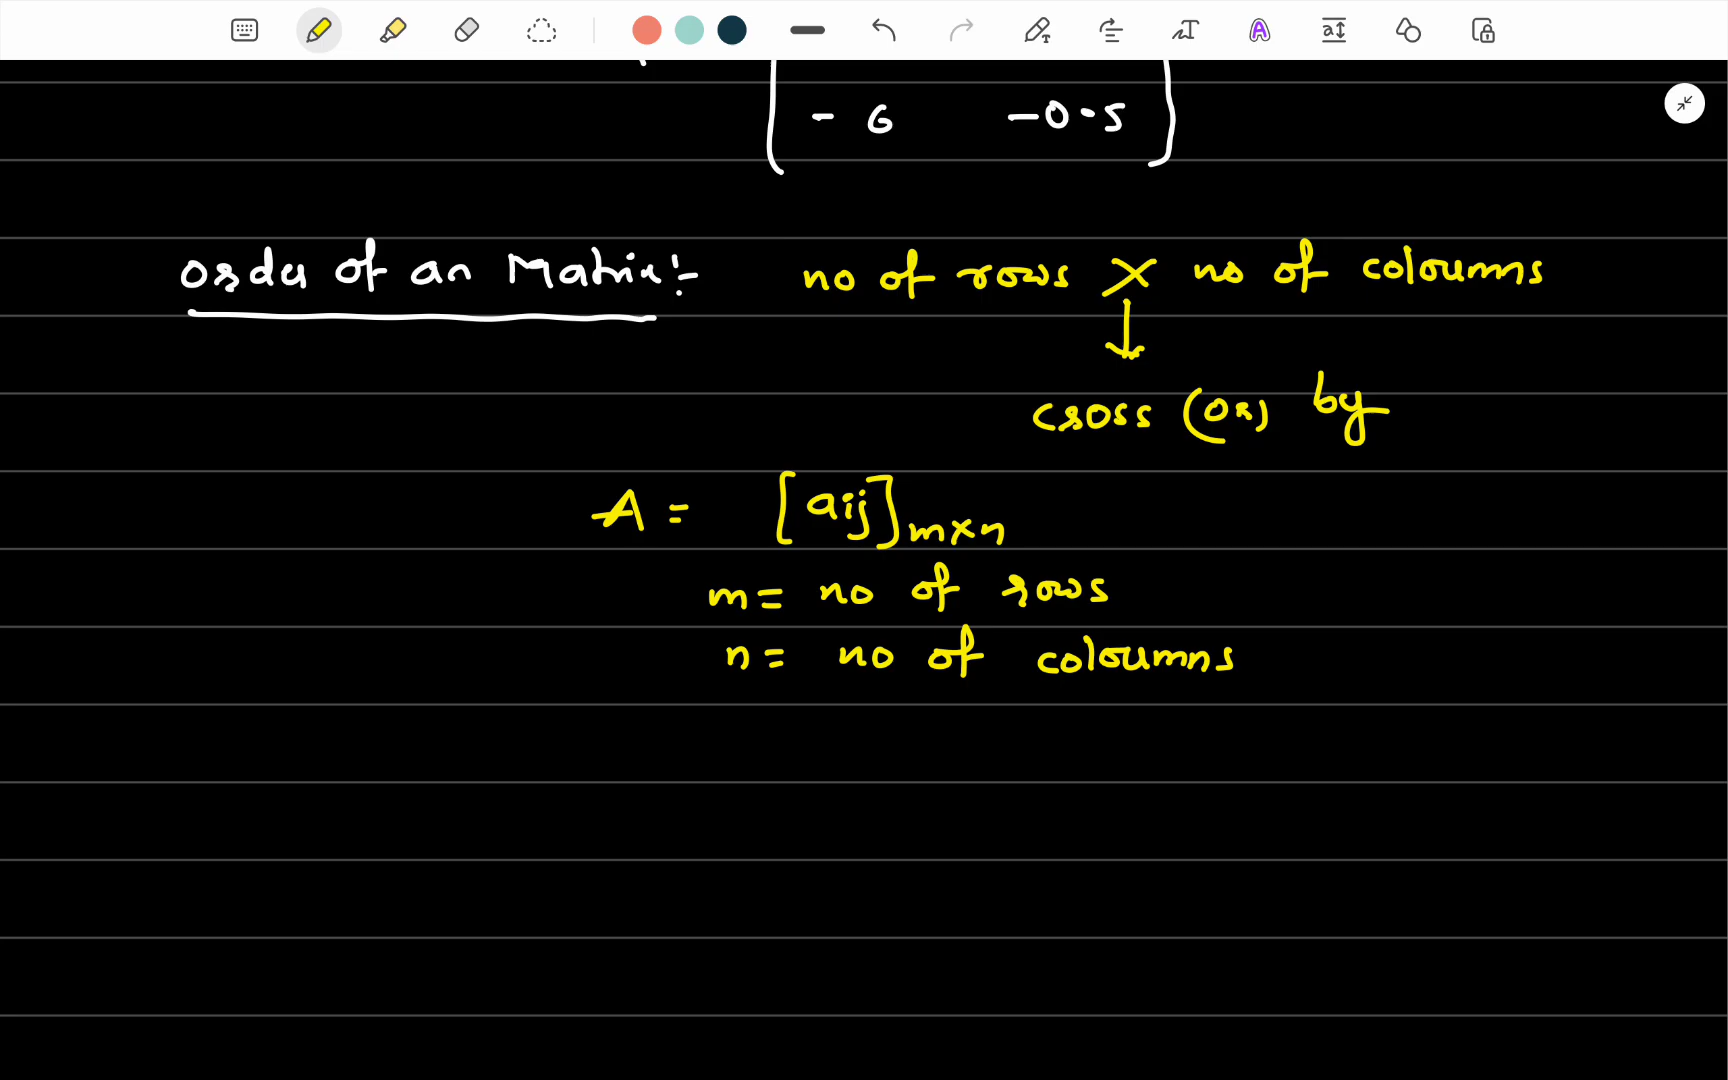 - 6 -0.5
order of an Matrix:- no of rows X no of coloumns
cross (or) by
A = [aij]m×n
m= no of rows
n= no of coloumns